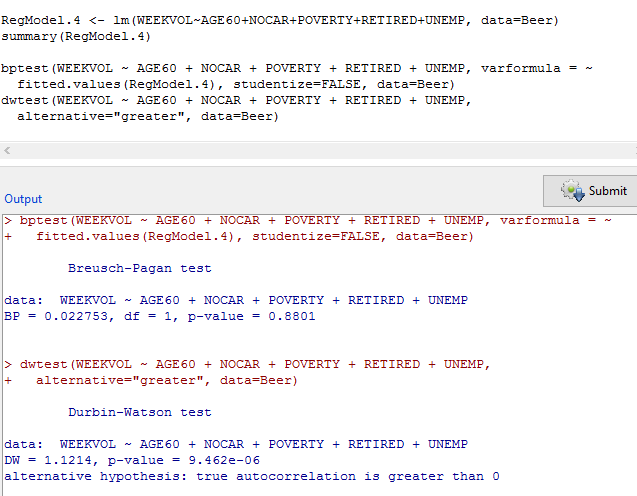 RegModel.4 <- lm(WEEKVOL~AGE60+NOCAR+POVERTY+RETIRED+UNEMP, data=Beer)
summary(RegModel.4)
bptest(WEEKVOL ~ AGE60 + NOCAR + POVERTY + RETIRED + UNEMP, varformula = ~
fitted.values(RegModel.4), studentize=FALSE, data=Beer)
dwtest(WEEKVOL ~ AGE60 + NOCAR + POVERTY + RETIRED + UNEMP,
alternative="greater", data=Beer)
Submit
Output
> bptest(WEEKVOL ~ AGE60 + NOCAR + POVERTY + RETIRED + UNEMP, varformula = ~
+ fitted.values(RegModel.4), studentize=FALSE, data=Beer)
Breusch-Pagan test
data: WEEKVOL ~ AGE60 + NOCAR + POVERTY + RETIRED + UNEMP
BP = 0.022753, df = 1, p-value = 0.8801
> dwtest(WEEKVOL ~ AGE60 + NOCAR + POVERTY + RETIRED + UNEMP,
+ alternative="greater", data=Beer)
Durbin-Watson test
data: WEEKVOL ~ AGE60 + NOCAR + POVERTY + RETIRED + UNEMP
DW = 1.1214, p-value = 9.462e-06
alternative hypothesis: true autocorrelation is greater than 0